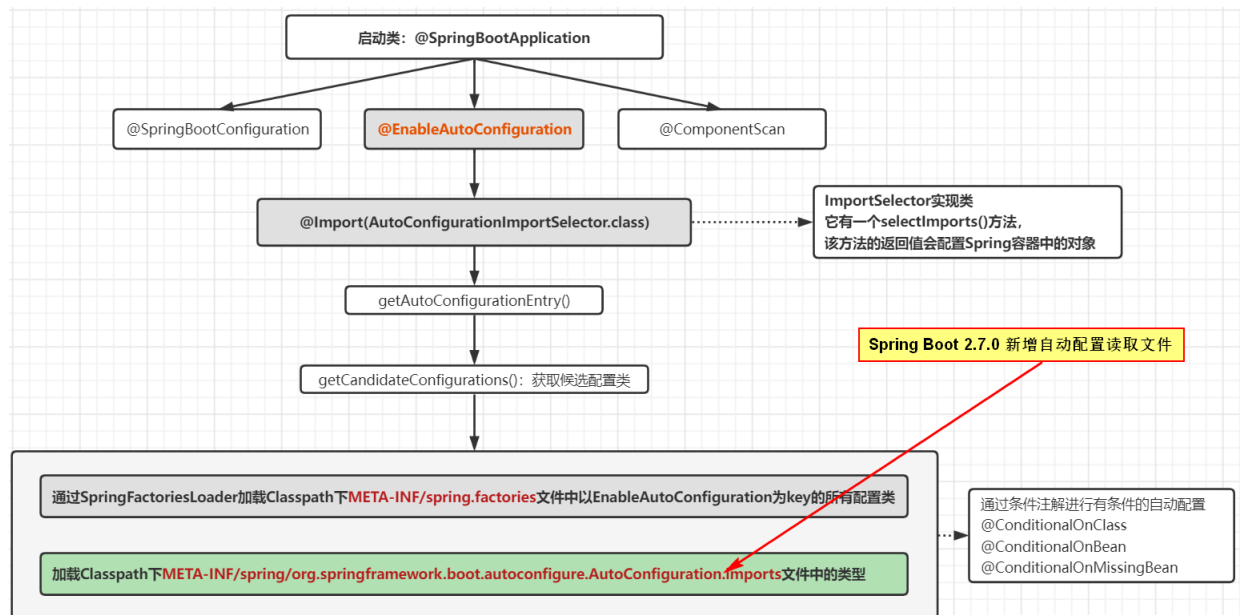 启动类：@SpringBootApplication
@SpringBootConfiguration
@EnableAutoConfiguration
@ComponentScan
@Import(AutoConfigurationImportSelector.class)
ImportSelector实现类
它有一个selectImports()方法，
该方法的返回值会配置Spring容器中的对象
getAutoConfigurationEntry()
Spring Boot 2.7.0 新增自动配置读取文件
getCandidateConfigurations()：获取候选配置类
通过SpringFactoriesLoader加载Classpath下META-INF/spring.factories文件中以EnableAutoConfiguration为key的所有配置类
加载Classpath下META-INF/spring/org.springframework.boot.autoconfigure.AutoConfiguration.imports文件中的类型
通过条件注解进行有条件的自动配置
@ConditionalOnClass
@ConditionalOnBean
@ConditionalOnMissingBean